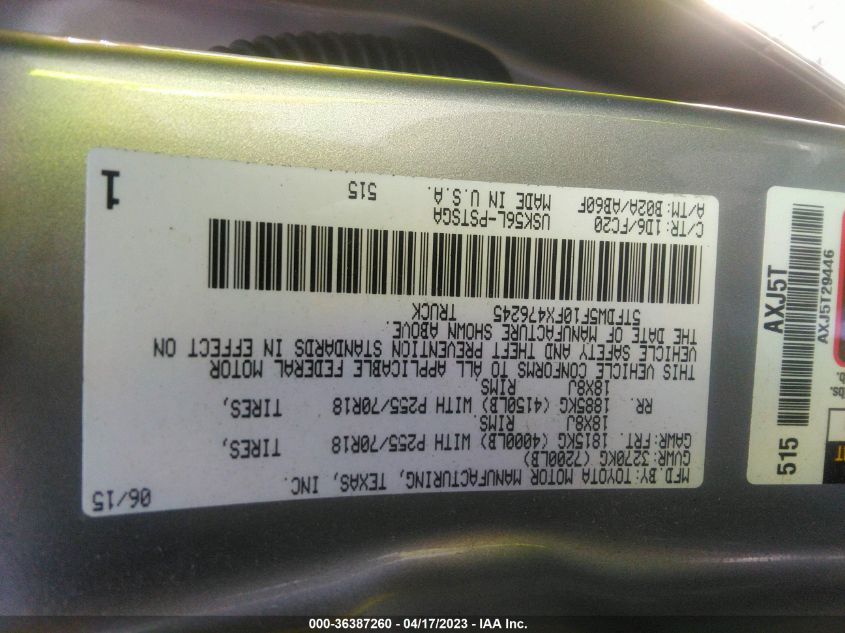 MFD. BY: TOYOTA MOTOR MANUFACTURING, TEXAS, INC. 06/15
GVWR: 3270KG (7200LB)
GAWR: FRT. 1815KG (4000LB) WITH P255/70R18 TIRES,
18X8J RIMS
RR. 1885KG (4150LB) WITH P255/70R18 TIRES,
18X8J RIMS
THIS VEHICLE CONFORMS TO ALL APPLICABLE FEDERAL MOTOR
VEHICLE SAFETY AND THEFT PREVENTION STANDARDS IN EFFECT ON
THE DATE OF MANUFACTURE SHOWN ABOVE.
5TFDW5F10FX476245 TRUCK
C/TR: 1D6/FC20 USK56L-PSTSGA
A/TM: B02A/AB60F MADE IN U.S.A. 515
1
515
AXJ5T
AXJ5T29446
lbs.
000-36387260 - 04/17/2023 - IAA Inc.